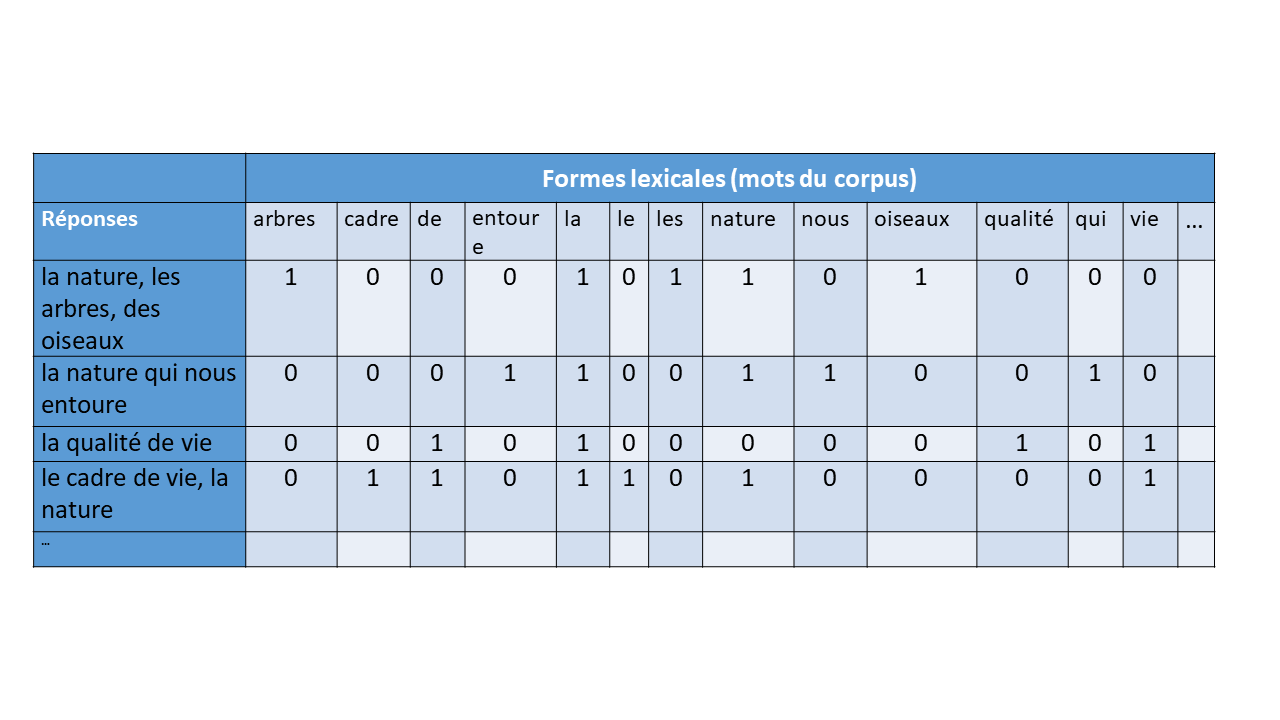 Formes lexicales (mots du corpus)
Réponses arbres cadre de entour la le les nature nous oiseaux qualité qui vie ...
e
la nature, les 1 0 0 0 1 0 1 1 0 1 0 0 0
arbres, des
oiseaux
la nature qui nous 0 0 0 1 1 0 0 1 1 0 0 1 0
entoure
la qualité de vie 0 0 1 0 1 0 0 0 0 0 1 0 1
le cadre de vie, la 0 1 1 0 1 1 0 1 0 0 0 0 1
nature
...